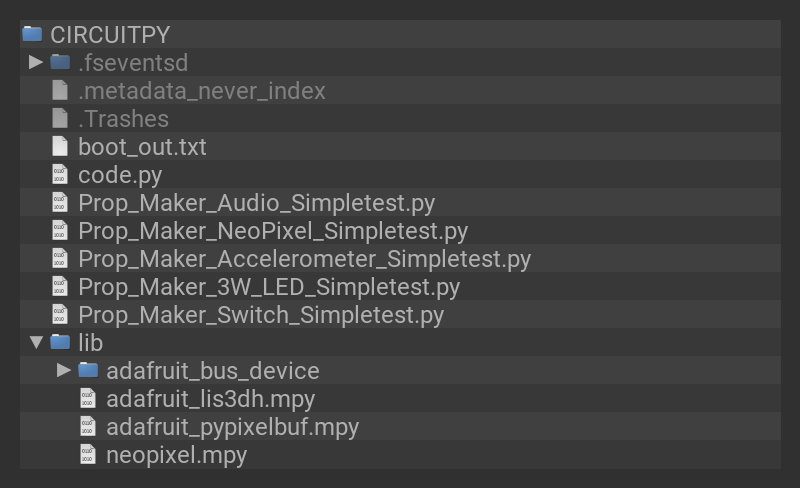 CIRCUITPY
.fseventsd
.metadata_never_index
.Trashes
boot_out.txt
code.py
Prop_Maker_Audio_Simpletest.py
Prop_Maker_NeoPixel_Simpletest.py
Prop_Maker_Accelerometer_Simpletest.py
Prop_Maker_3W_LED_Simpletest.py
Prop_Maker_Switch_Simpletest.py
lib
adafruit_bus_device
adafruit_lis3dh.mpy
adafruit_pypixelbuf.mpy
neopixel.mpy